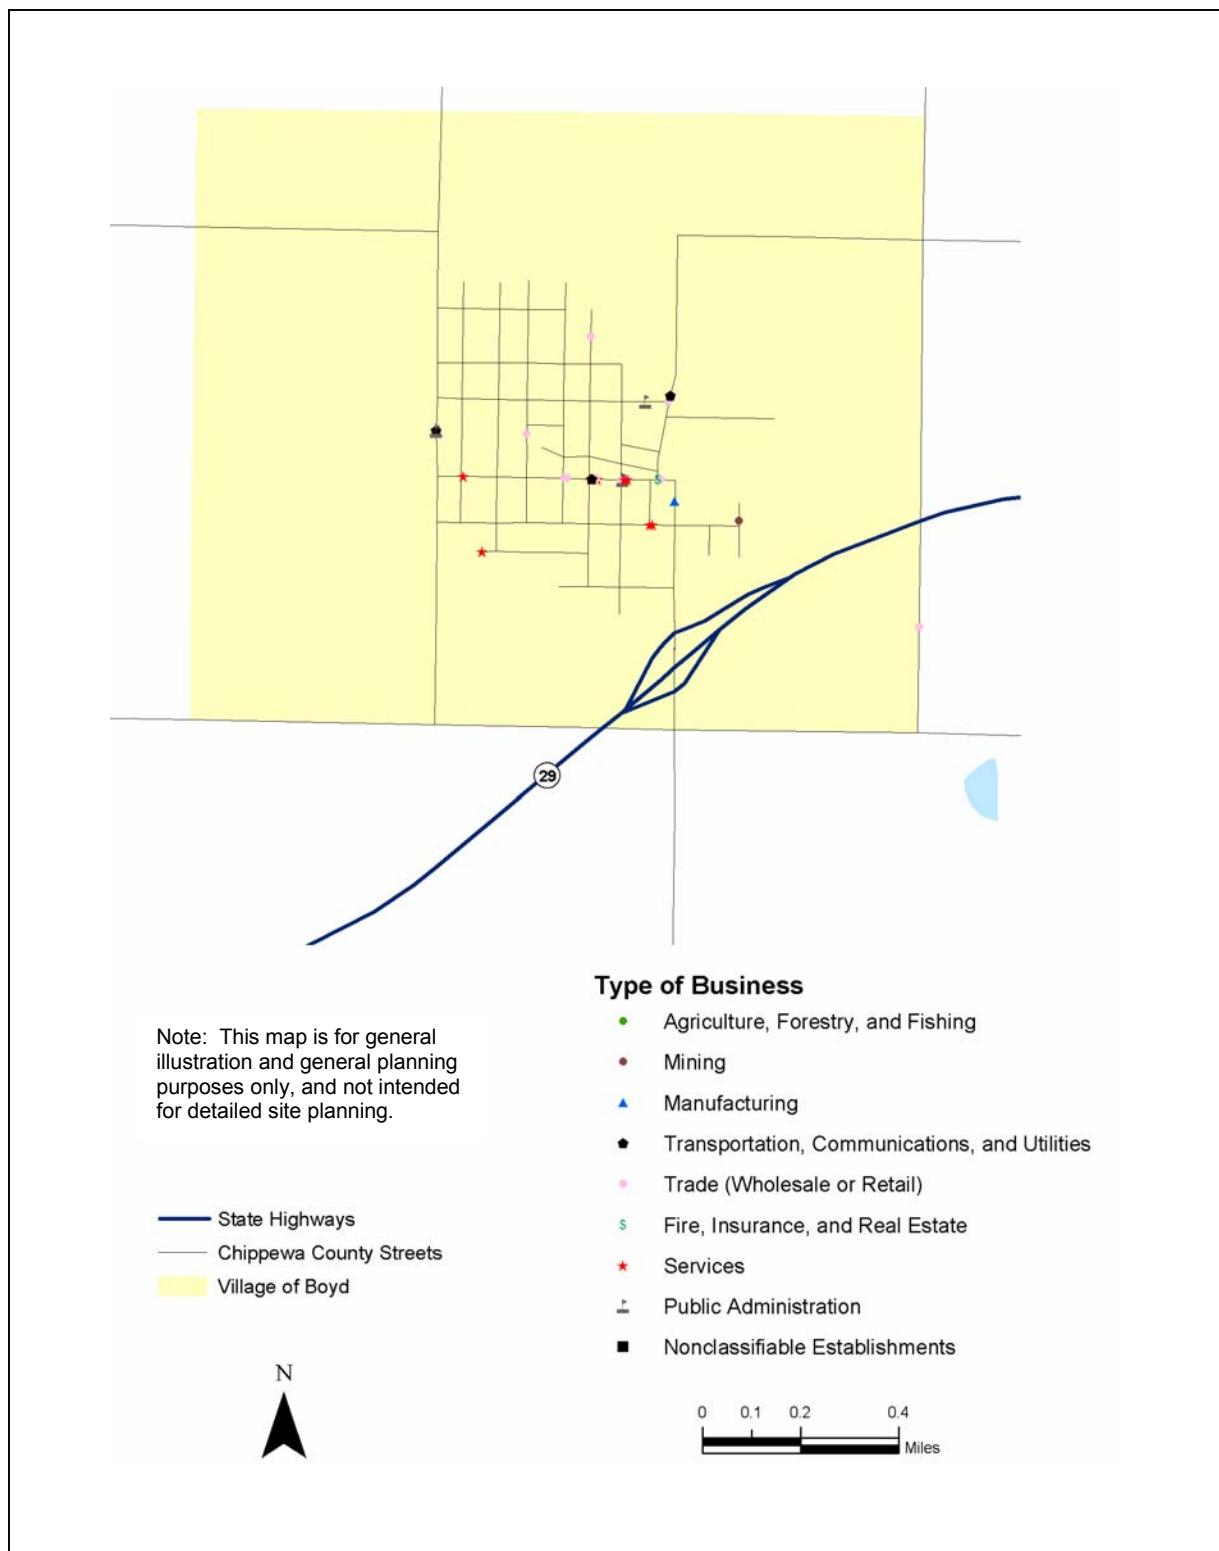 29
Type of Business
Agriculture, Forestry, and Fishing
Mining
Manufacturing
Transportation, Communications, and Utilities
Trade (Wholesale or Retail)
$ Fire, Insurance, and Real Estate
Services
Public Administration
Nonclassifiable Establishments
Note: This map is for general
illustration and general planning
purposes only, and not intended
for detailed site planning.
State Highways
Chippewa County Streets
Village of Boyd
N
0 0.1 0.2 0.4
Miles